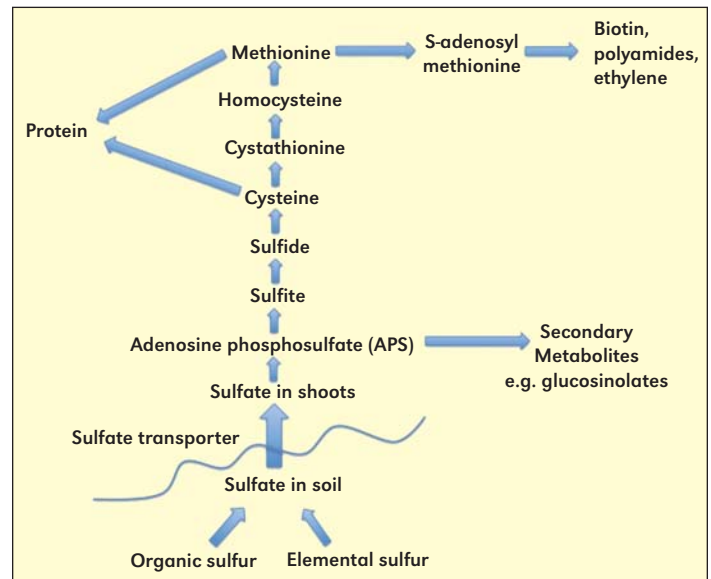 Biotin,
polyamides,
ethylene
S-adenosyl
methionine
Methionine
Homocysteine
Protein
Cystathionine
Cysteine
Sulfide
Sulfite
Adenosine phosphosulfate (APS)
Secondary
Metabolites
e.g. glucosinolates
Sulfate in shoots
Sulfate transporter
Sulfate in soil
Organic sulfur
Elemental sulfur